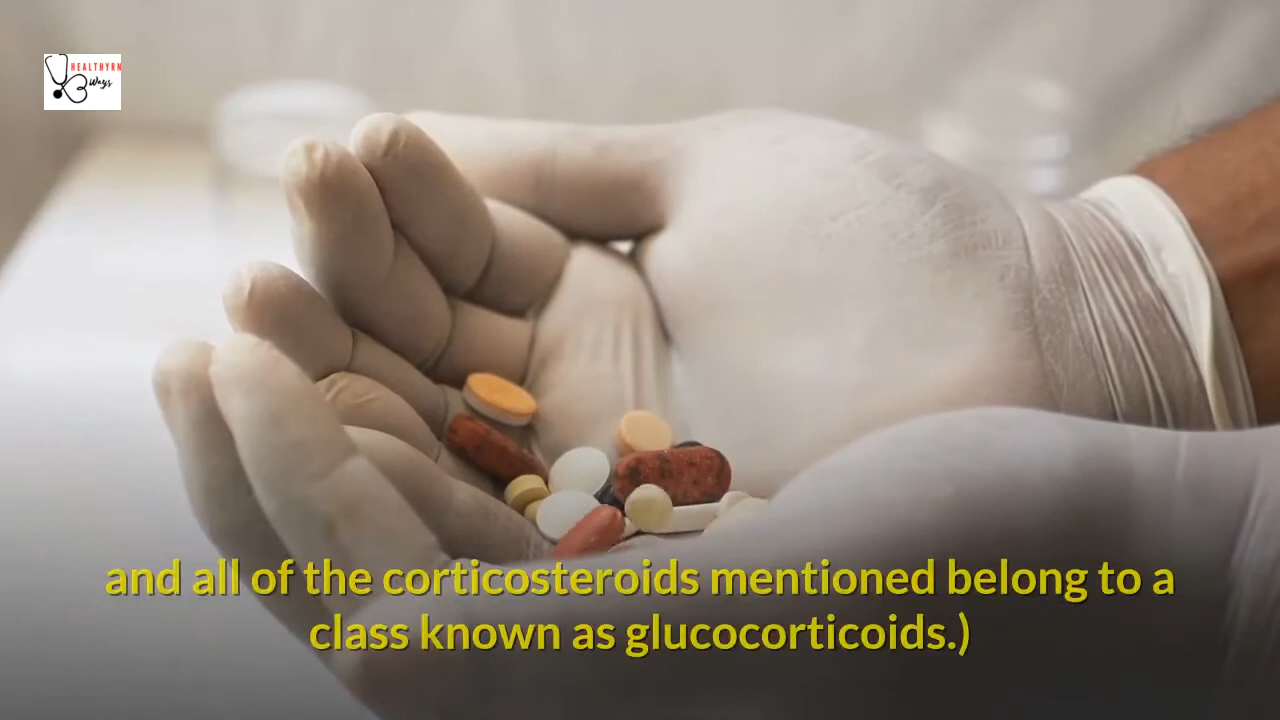 HEALTHYRN
Ways
and all of the corticosteroids mentioned belong to a
class known as glucocorticoids.)